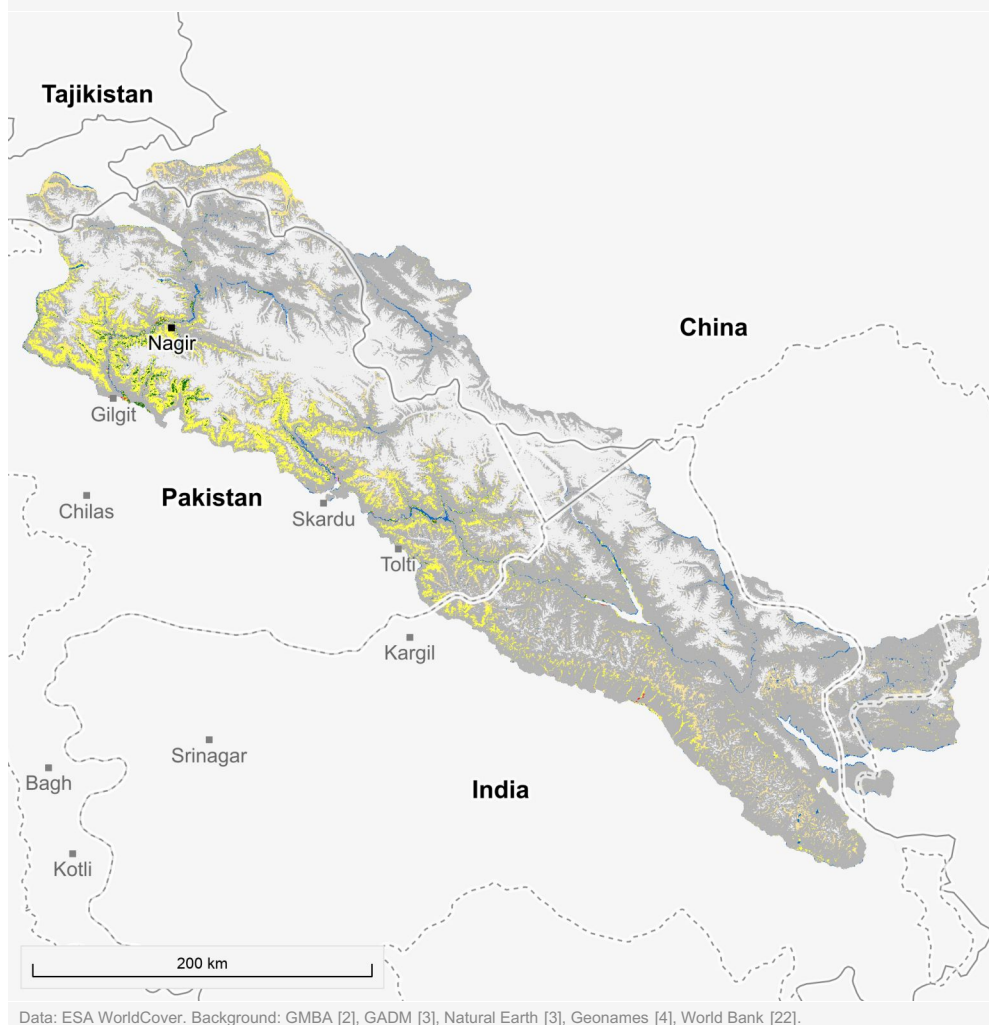 Tajikistan
China
Nagir
Gilgit
Pakistan
Chilas
Skardu
Tolti
Kargil
Srinagar
Bagh
India
Kotli
200 km
Data: ESA WorldCover. Background: GMBA [2], GADM [3], Natural Earth [3], Geonames [4], World Bank [22].